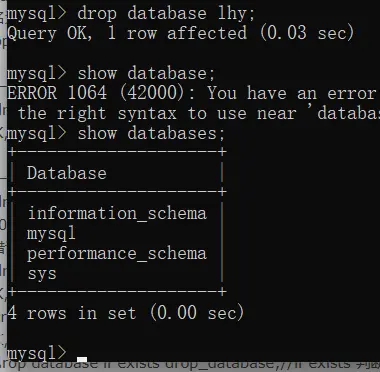 mysql> drop database lhy;
Query OK, 1 row affected (0.03 sec)
mysql> show database;
ERROR 1064 (42000): You have an error
the right syntax to use near 'databas
mysql> show databases;
+--------------------+
| Database           |
+--------------------+
| information_schema |
| mysql              |
| performance_schema |
| sys                |
+--------------------+
4 rows in set (0.00 sec)
mysql>
drop database if exists drop_database;//if exists 判断